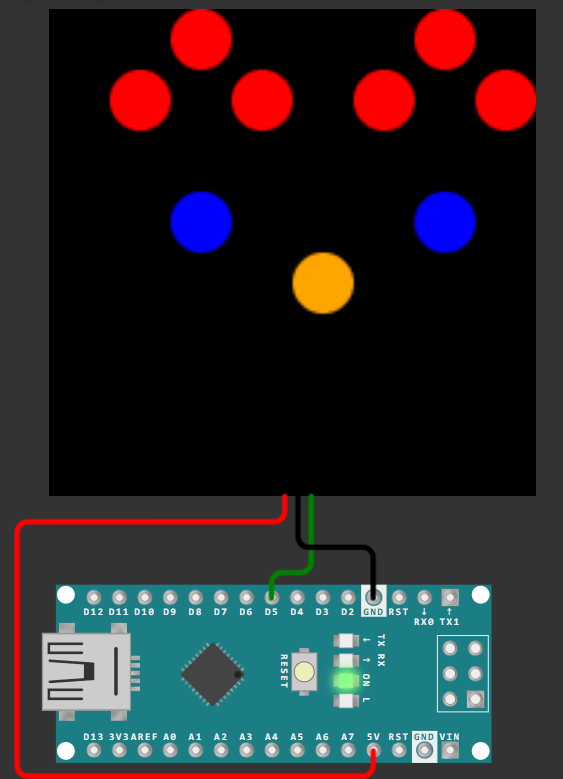 D12 D11 D10 D9 D8 D7 D6 D5 D4 D3 D2 GND RST ↓ ↑
RX0 TX1
RESET
← TX
↑ RX
ON
L
D13 3V3 AREF A0 A1 A2 A3 A4 A5 A6 A7 5V RST GND VIN